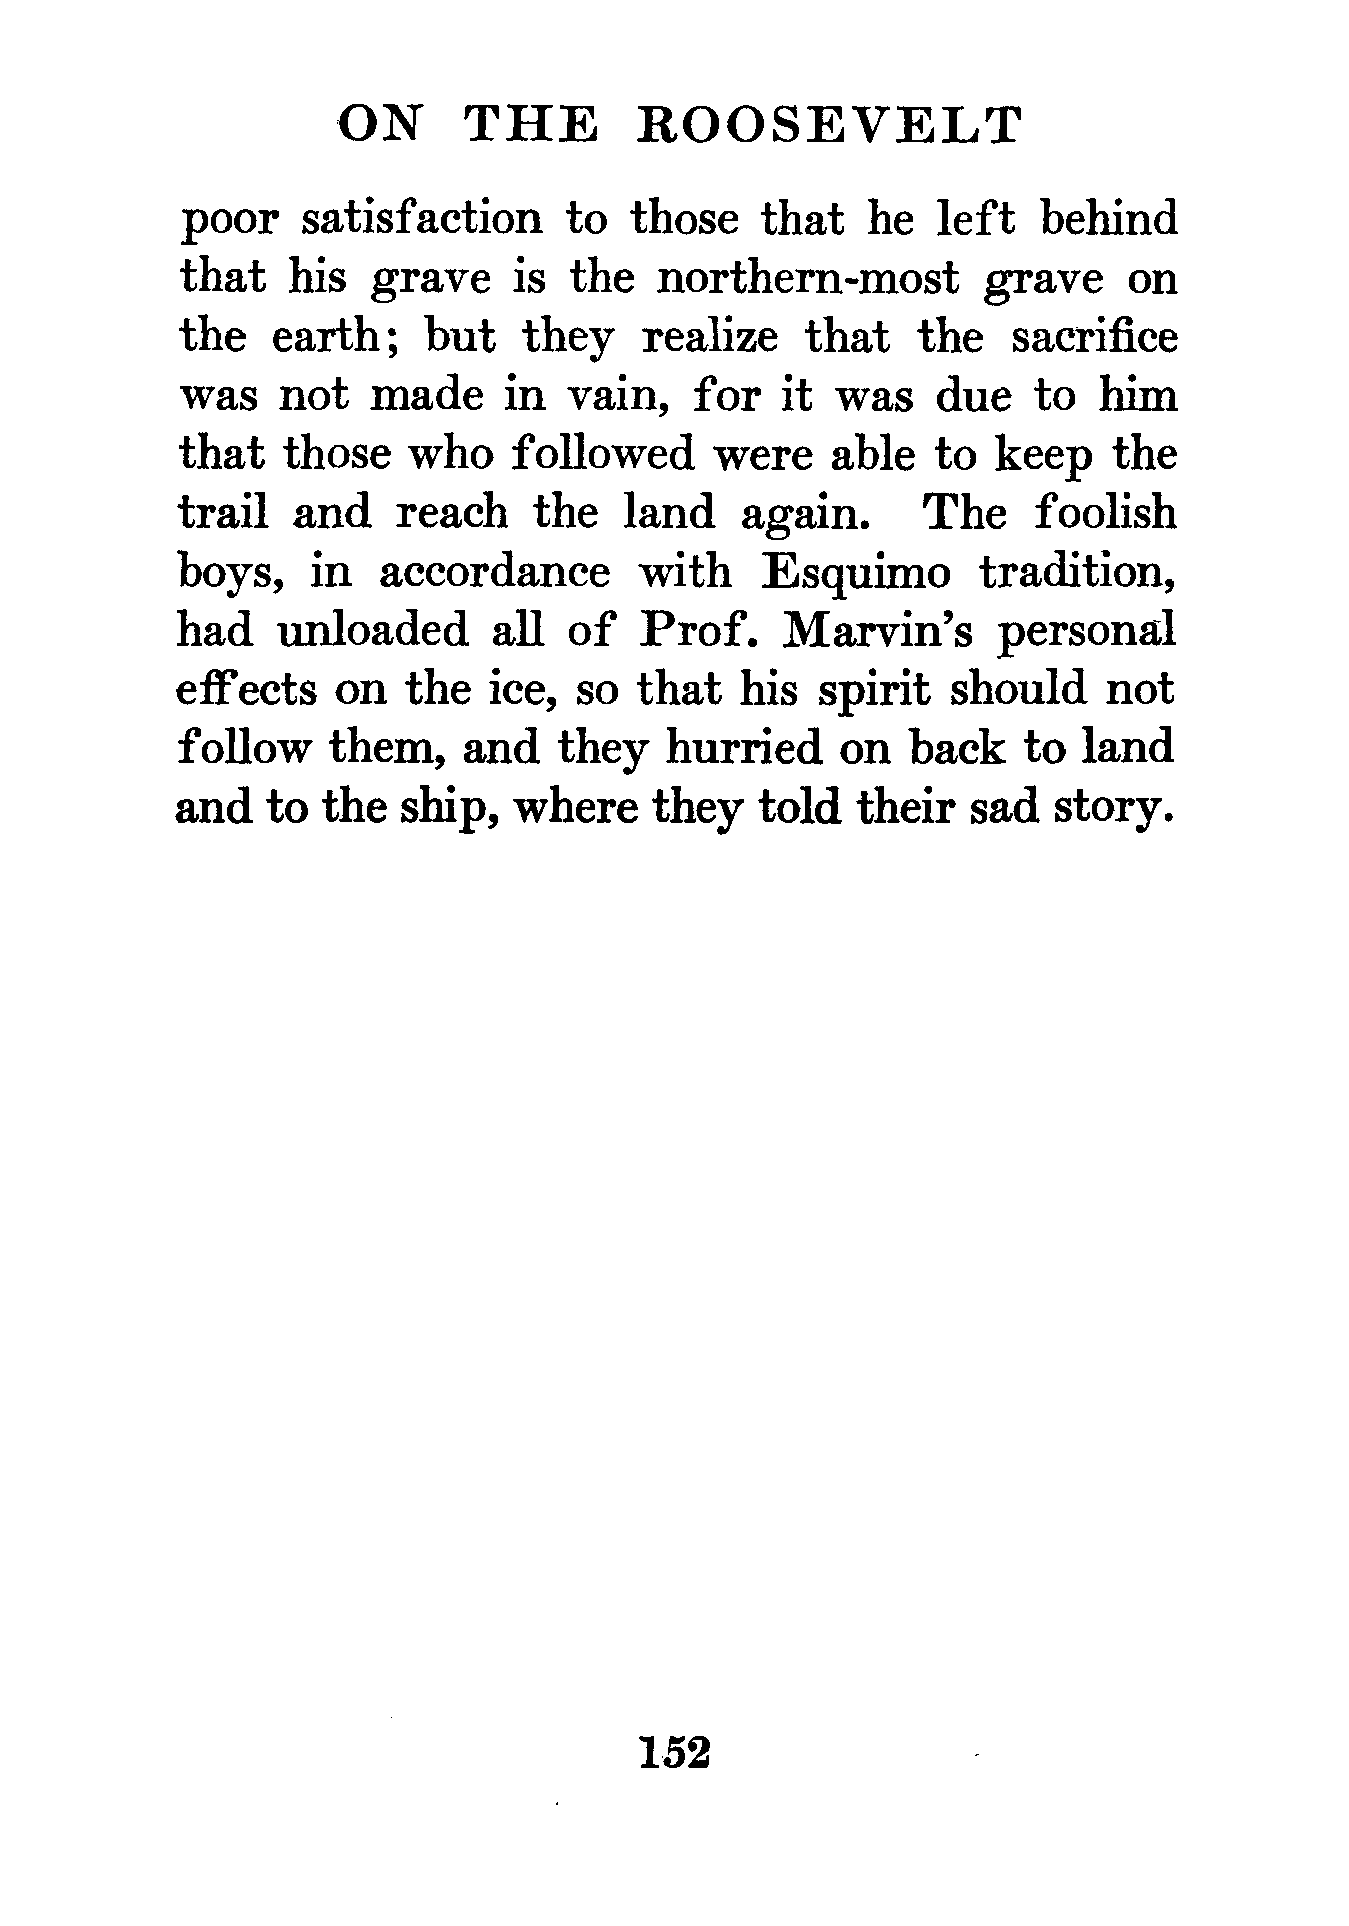 ON THE ROOSEVELT
poor satisfaction to those that he left behind
that his grave is the northern-most grave on
the earth; but they realize that the sacrifice
was not made in vain, for it was due to him
that those who followed were able to keep the
trail and reach the land again. The foolish
boys, in accordance with Esquimo tradition,
had unloaded all of Prof. Marvin's personal
effects on the ice, so that his spirit should not
follow them, and they hurried on back to land
and to the ship, where they told their sad story.
152